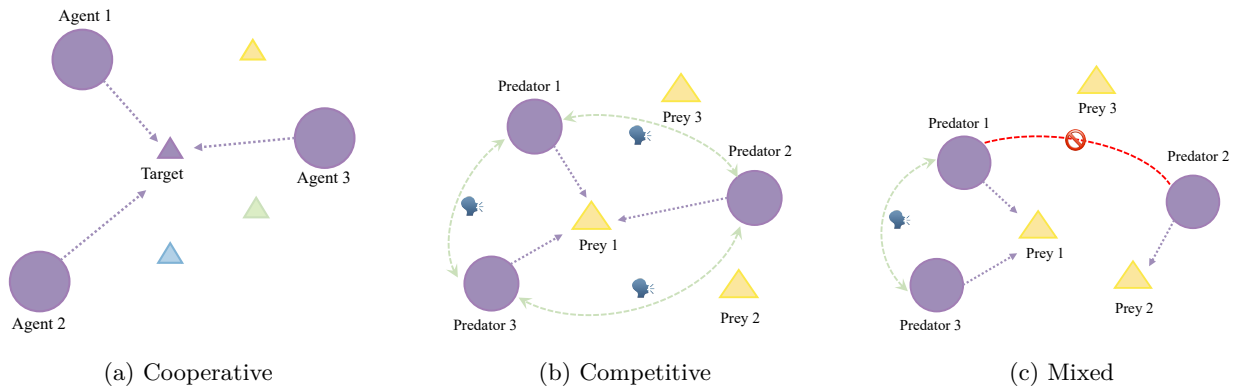 Agent 1
Target
Agent 3
Agent 2
(a) Cooperative
Predator 1
Prey 3
Predator 2
Prey 1
Prey 2
Predator 3
(b) Competitive
Prey 3
Predator 1
Predator 2
Prey 1
Prey 2
Predator 3
(c) Mixed